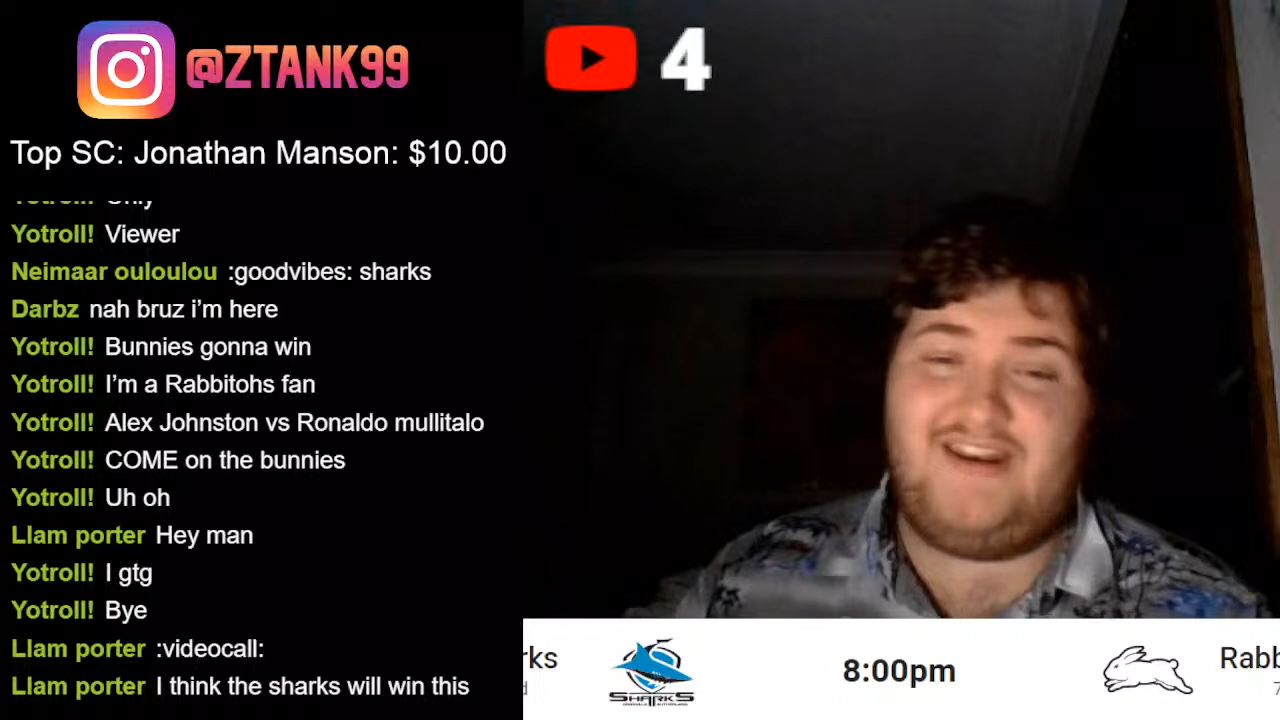 @ZTANK99
4
Top SC: Jonathan Manson: $10.00
Yotroll! Only
Yotroll! Viewer
Neimaar ouloulou :goodvibes: sharks
Darbz nah bruz i'm here
Yotroll! Bunnies gonna win
Yotroll! I'm a Rabbitohs fan
Yotroll! Alex Johnston vs Ronaldo mullitalo
Yotroll! COME on the bunnies
Yotroll! Uh oh
Llam porter Hey man
Yotroll! I gtg
Yotroll! Bye
Llam porter :videocall:
Llam porter I think the sharks will win this
rks
SHARKS
8:00pm
Rabb